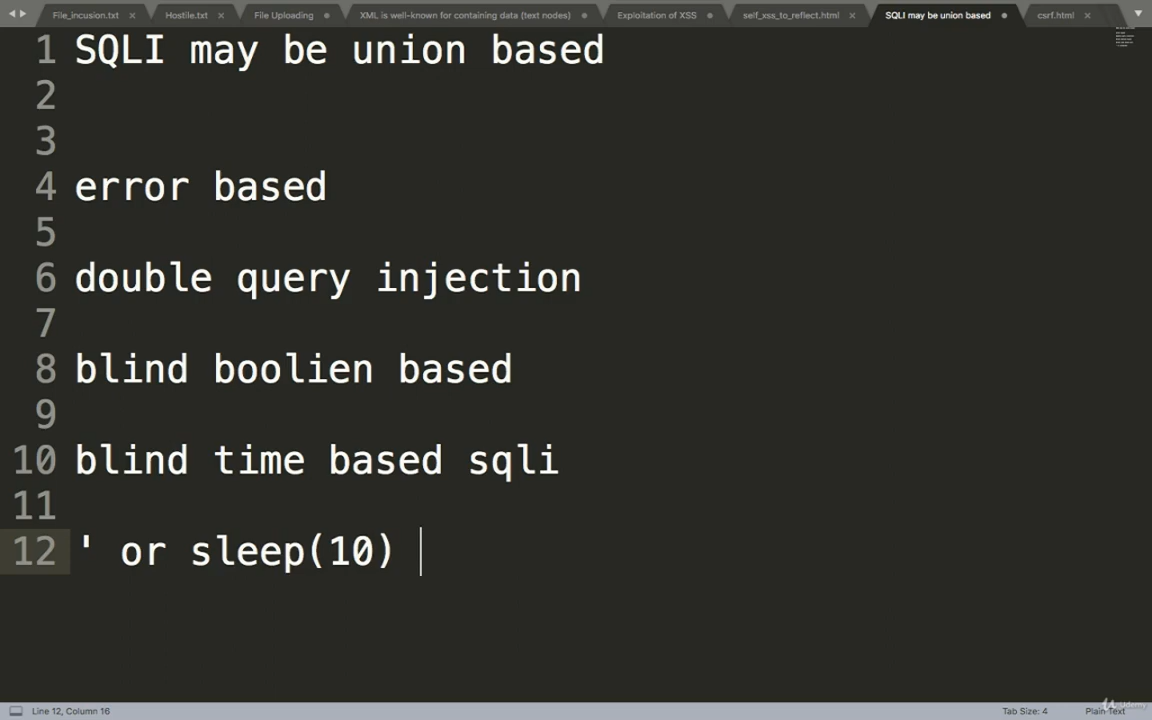 File_incusion.txt
Hostile.txt
File Uploading
XML is well-known for containing data (text nodes)
Exploitation of XSS
self_xss_to_reflect.html
SQLI may be union based
csrf.html
1 SQLI may be union based
2
3
4 error based
5
6 double query injection
7
8 blind boolien based
9
10 blind time based sqli
11
12 ' or sleep(10)
Line 12, Column 16
Tab Size: 4
Plain Text
Udemy